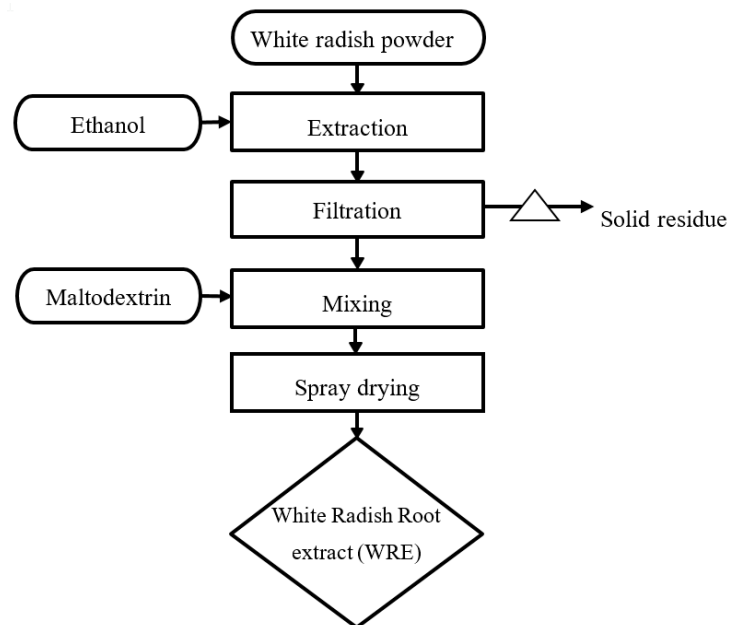 White radish powder
Ethanol
Extraction
Filtration
Solid residue
Maltodextrin
Mixing
Spray drying
White Radish Root
extract (WRE)